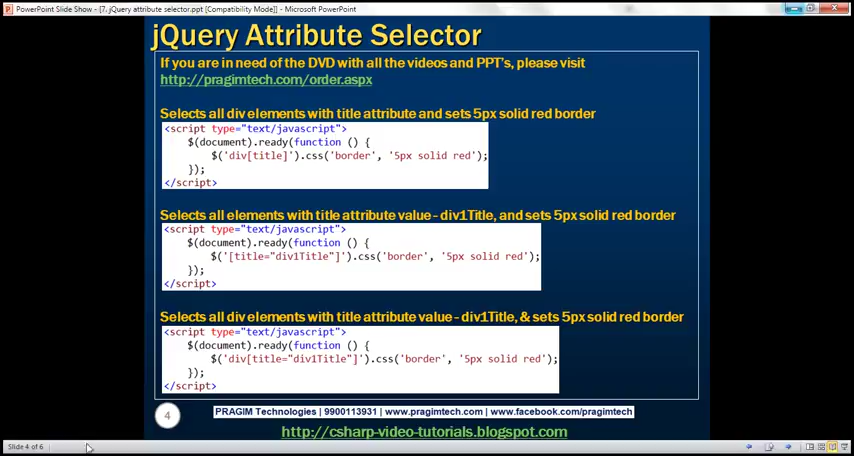 PowerPoint Slide Show - [7. jQuery attribute selector.ppt [Compatibility Mode]] - Microsoft PowerPoint
jQuery Attribute Selector
If you are in need of the DVD with all the videos and PPT's, please visit
http://pragimtech.com/order.aspx
Selects all div elements with title attribute and sets 5px solid red border
<script type="text/javascript">
$(document).ready(function () {
$('div[title]').css('border', '5px solid red');
});
</script>
Selects all elements with title attribute value - div1Title, and sets 5px solid red border
<script type="text/javascript">
$(document).ready(function () {
$('[title="div1Title"]').css('border', '5px solid red');
});
</script>
Selects all div elements with title attribute value - div1Title, & sets 5px solid red border
<script type="text/javascript">
$(document).ready(function () {
$('div[title="div1Title"]').css('border', '5px solid red');
});
</script>
4
PRAGIM Technologies | 9900113931 | www.pragimtech.com | www.facebook.com/pragimtech
http://csharp-video-tutorials.blogspot.com
Slide 4 of 6